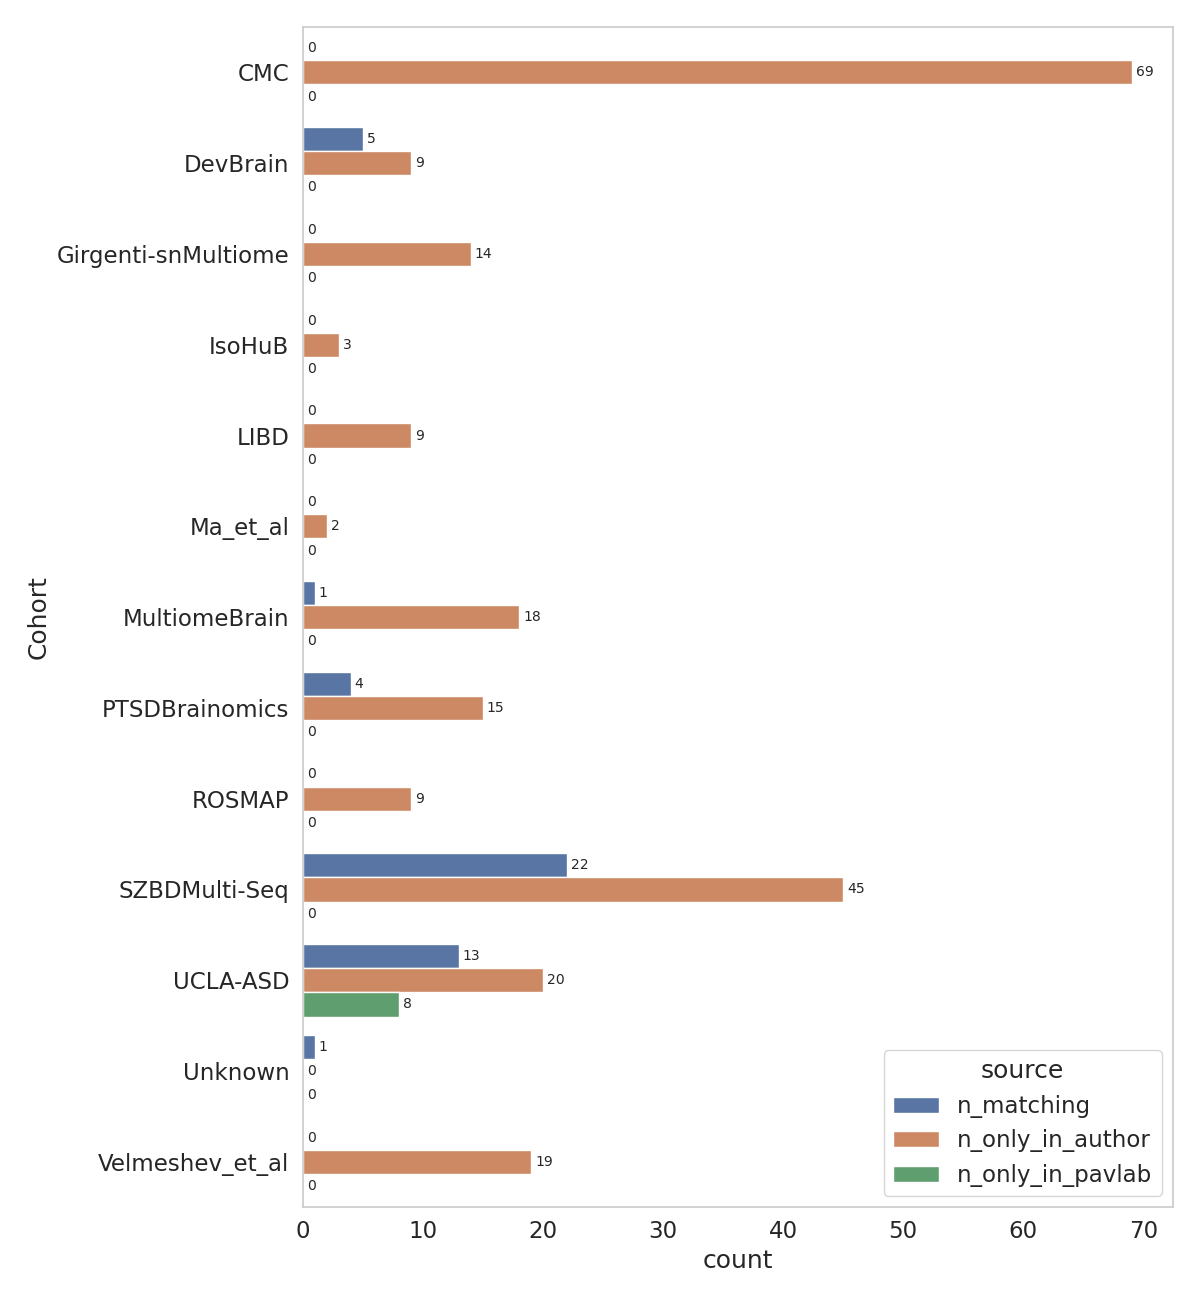 CMC
0
69
0
DevBrain
5
9
0
Girgenti-snMultiome
0
14
0
IsoHuB
0
3
0
LIBD
0
9
0
Ma_et_al
0
2
0
MultiomeBrain
1
18
0
PTSDBrainomics
4
15
0
ROSMAP
0
9
0
SZBDMulti-Seq
22
45
0
UCLA-ASD
13
20
8
Unknown
1
0
0
Velmeshev_et_al
0
19
0
Cohort
0 10 20 30 40 50 60 70
count
source
n_matching
n_only_in_author
n_only_in_pavlab